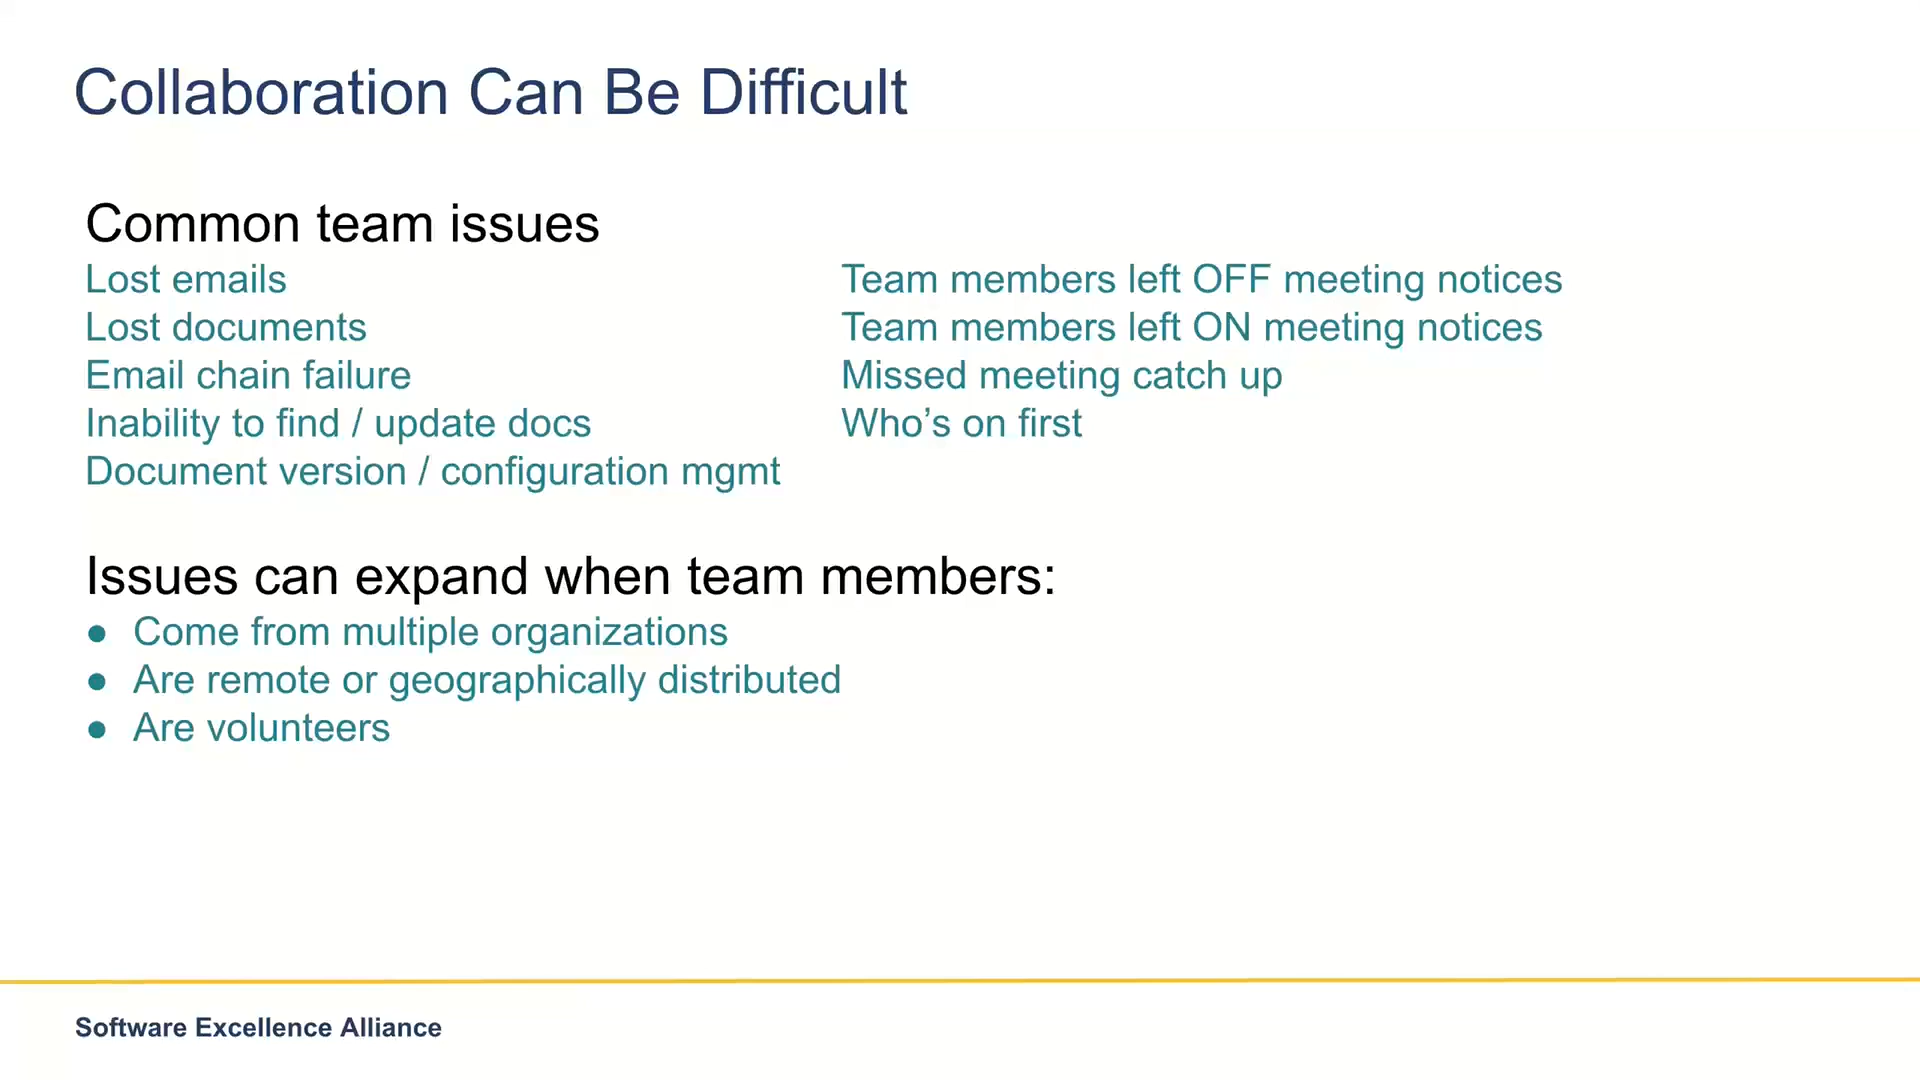 Collaboration Can Be Difficult
Common team issues
Lost emails
Lost documents
Email chain failure
Inability to find / update docs
Document version / configuration mgmt
Team members left OFF meeting notices
Team members left ON meeting notices
Missed meeting catch up
Who’s on first
Issues can expand when team members:
● Come from multiple organizations
● Are remote or geographically distributed
● Are volunteers
Software Excellence Alliance